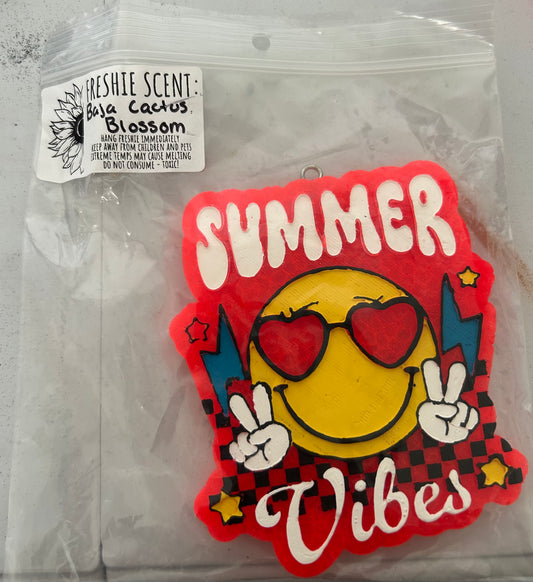 FRESHIE SCENT:
Baja Cactus
Blossom
HANG FRESHIE IMMEDIATELY
KEEP AWAY FROM CHILDREN AND PETS
EXTREME TEMPS MAY CAUSE MELTING
DO NOT CONSUME - TOXIC!
SUMMER
Vibes